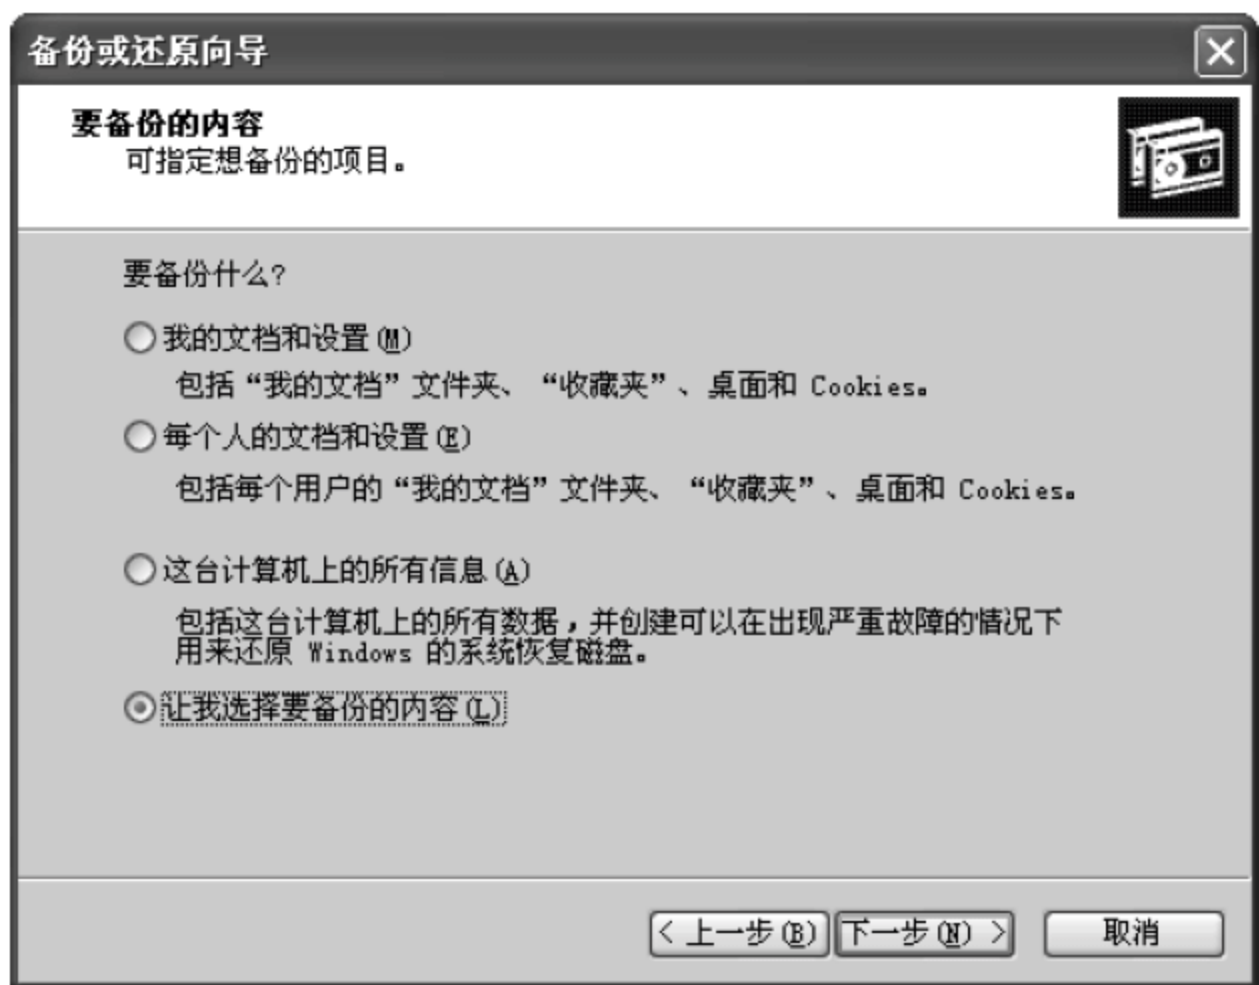 备份或还原向导
要备份的内容
可指定想备份的项目。
要备份什么?
我的文档和设置(M)
包括“我的文档”文件夹、“收藏夹”、桌面和 Cookies。
每个人的文档和设置(E)
包括每个用户的“我的文档”文件夹、“收藏夹”、桌面和 Cookies。
这台计算机上的所有信息(A)
包括这台计算机上的所有数据,并创建可以在出现严重故障的情况下
用来还原 Windows 的系统恢复磁盘。
让我选择要备份的内容(L)
< 上一步(B) 下一步(N) > 取消